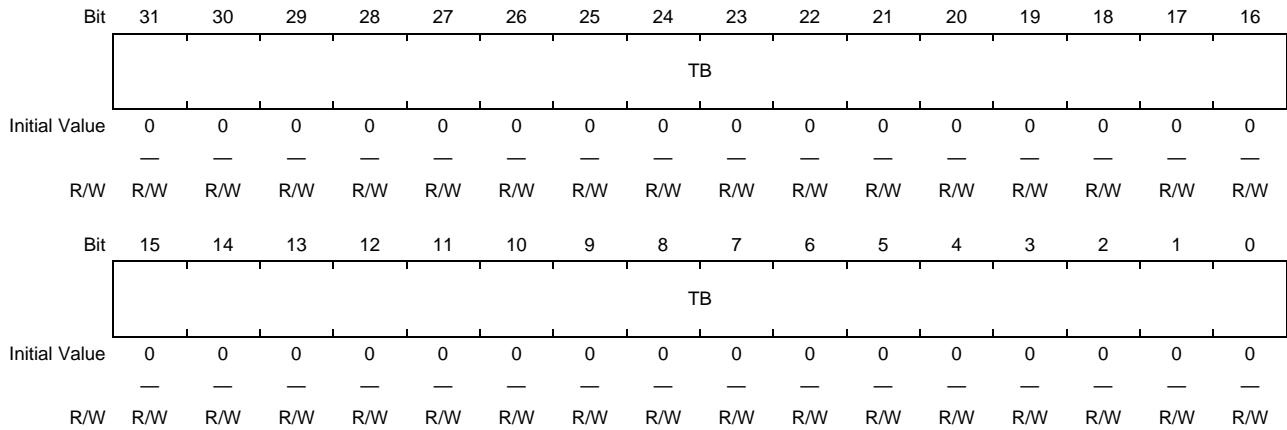 Bit 31 30 29 28 27 26 25 24 23 22 21 20 19 18 17 16
TB
Initial Value 0 0 0 0 0 0 0 0 0 0 0 0 0 0 0 0
— — — — — — — — — — — — — — — —
R/W R/W R/W R/W R/W R/W R/W R/W R/W R/W R/W R/W R/W R/W R/W R/W R/W
Bit 15 14 13 12 11 10 9 8 7 6 5 4 3 2 1 0
TB
Initial Value 0 0 0 0 0 0 0 0 0 0 0 0 0 0 0 0
— — — — — — — — — — — — — — — —
R/W R/W R/W R/W R/W R/W R/W R/W R/W R/W R/W R/W R/W R/W R/W R/W R/W